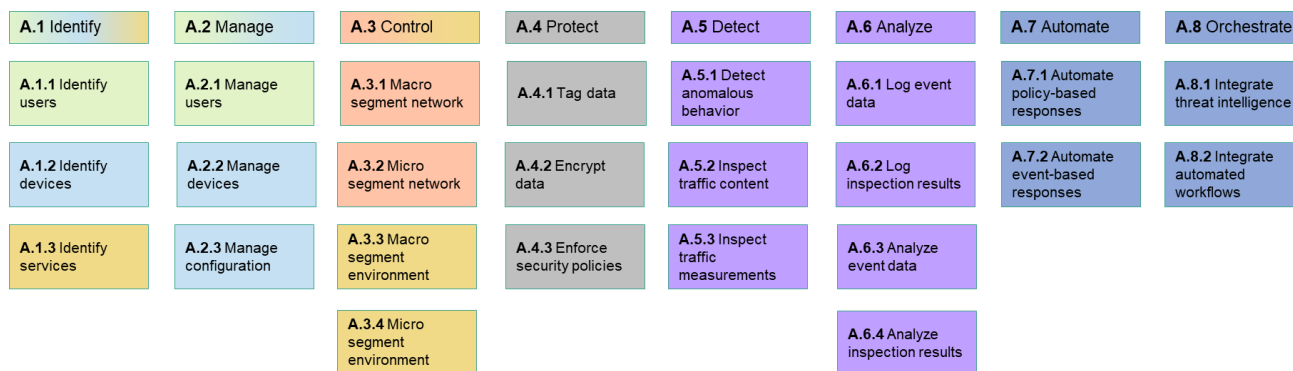 A.1 Identify
A.2 Manage
A.3 Control
A.4 Protect
A.5 Detect
A.6 Analyze
A.7 Automate
A.8 Orchestrate
A.1.1 Identify
users
A.2.1 Manage
users
A.3.1 Macro
segment network
A.4.1 Tag data
A.5.1 Detect
anomalous
behavior
A.6.1 Log event
data
A.7.1 Automate
policy-based
responses
A.8.1 Integrate
threat intelligence
A.1.2 Identify
devices
A.2.2 Manage
devices
A.3.2 Micro
segment network
A.4.2 Encrypt
data
A.5.2 Inspect
traffic content
A.6.2 Log
inspection results
A.7.2 Automate
event-based
responses
A.8.2 Integrate
automated
workflows
A.1.3 Identify
services
A.2.3 Manage
configuration
A.3.3 Macro
segment
environment
A.4.3 Enforce
security policies
A.5.3 Inspect
traffic
measurements
A.6.3 Analyze
event data
A.3.4 Micro
segment
environment
A.6.4 Analyze
inspection results